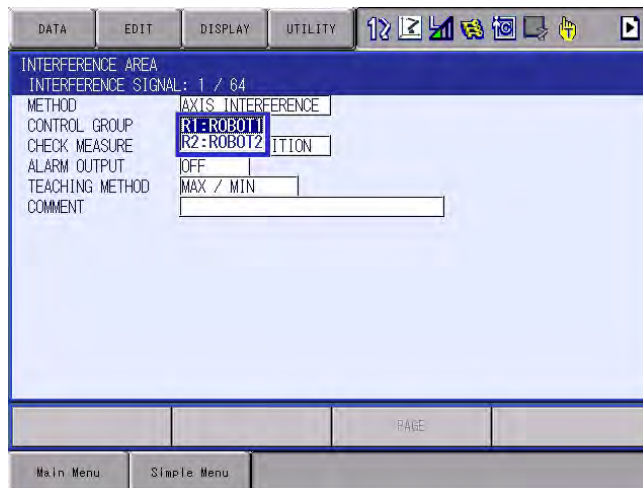 DATA EDIT DISPLAY UTILITY
INTERFERENCE AREA
INTERFERENCE SIGNAL: 1 / 64
METHOD AXIS INTERFERENCE
CONTROL GROUP R1:ROBOT1
R2:ROBOT2
CHECK MEASURE ITION
ALARM OUTPUT OFF
TEACHING METHOD MAX / MIN
COMMENT
PAGE
Main Menu Simple Menu